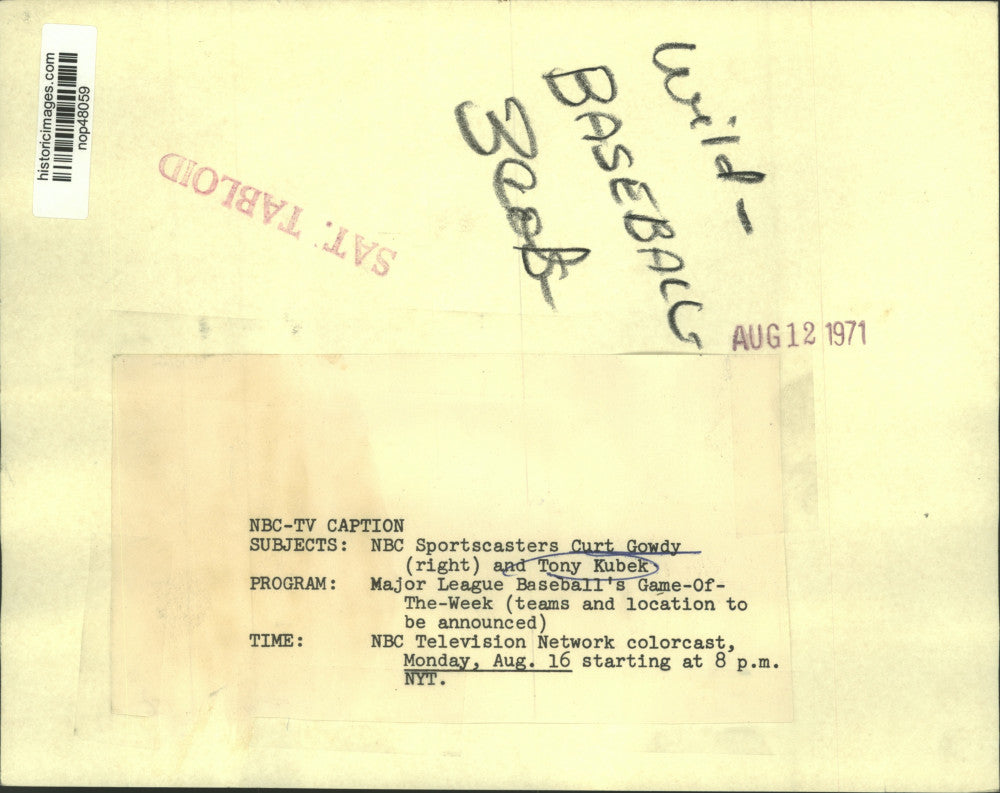 historicimages.com
nop48059
Wild-
BASEBALL
SAT. TABLOID
AUG 12 1971
NBC-TV CAPTION
SUBJECTS: NBC Sportscasters Curt Gowdy
(right) and Tony Kubek
PROGRAM: Major League Baseball's Game-Of-
The-Week (teams and location to
be announced)
TIME: NBC Television Network colorcast,
Monday, Aug. 16 starting at 8 p.m.
NYT.